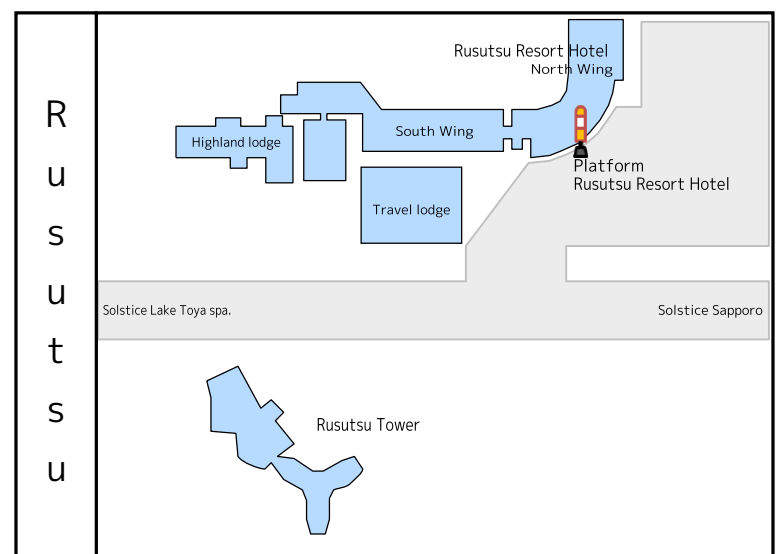 Rusutsu
Rusutsu Resort Hotel
North Wing
South Wing
Highland lodge
Platform
Rusutsu Resort Hotel
Travel lodge
Solstice Lake Toya spa.
Solstice Sapporo
Rusutsu Tower